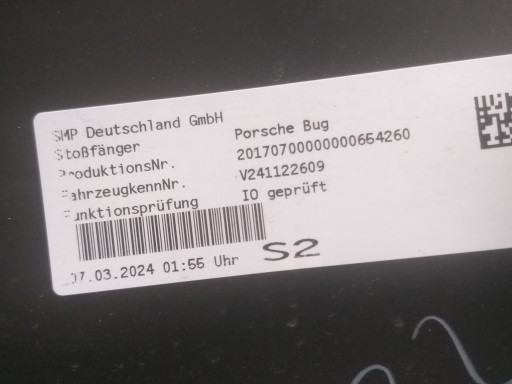 SMP Deutschland GmbH
Stoßfänger Porsche Bug
ProduktionsNr. 20170700000000654260
FahrzeugkennNr. V241122609
Funktionsprüfung IO geprüft
07.03.2024 01:55 Uhr S2